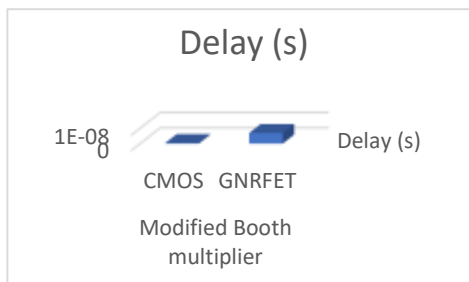 Delay (s)
1E-08
0
Delay (s)
CMOS GNRFET
Modified Booth
multiplier